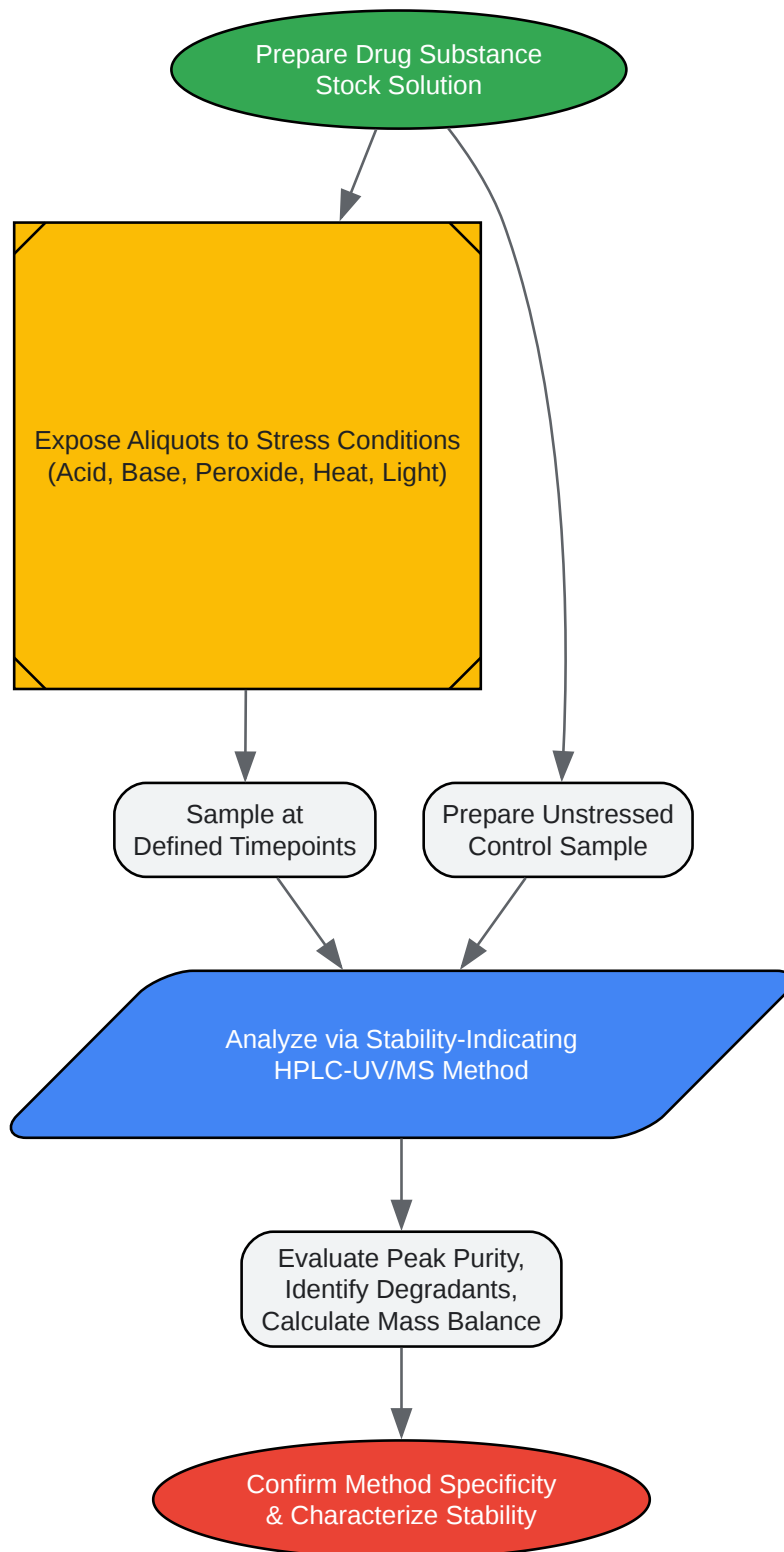 Prepare Drug Substance
Stock Solution
Expose Aliquots to Stress Conditions
(Acid, Base, Peroxide, Heat, Light)
Sample at
Defined Timepoints
Prepare Unstressed
Control Sample
Analyze via Stability-Indicating
HPLC-UV/MS Method
Evaluate Peak Purity,
Identify Degradants,
Calculate Mass Balance
Confirm Method Specificity
& Characterize Stability